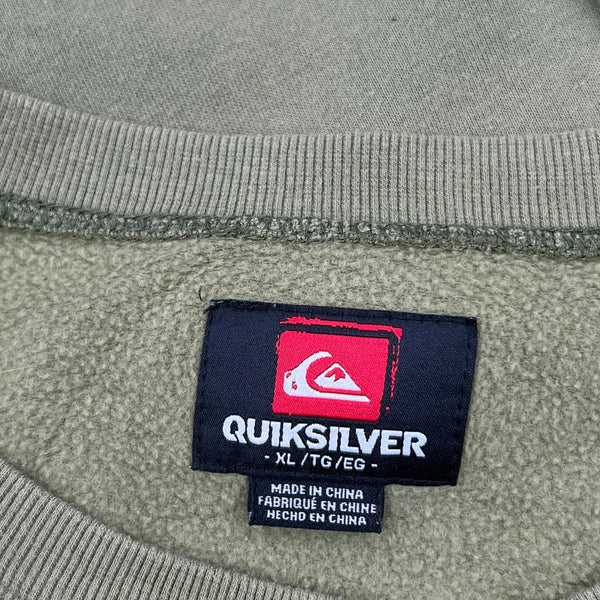 QUIKSILVER
- XL / TG / EG -
MADE IN CHINA
FABRIQUÉ EN CHINE
HECHO EN CHINA